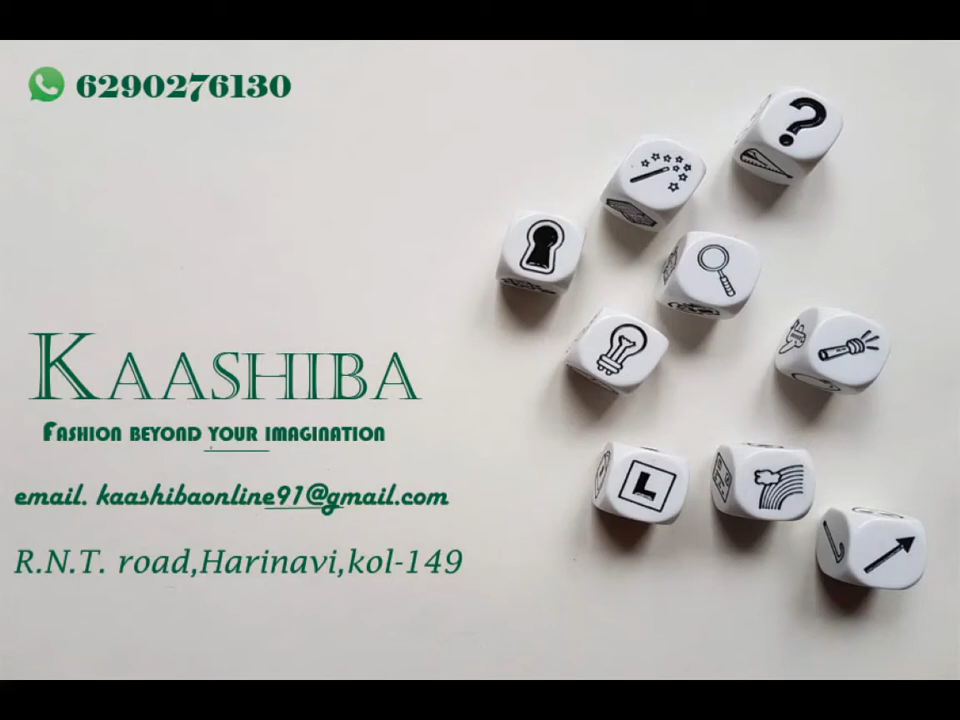 6290276130
KAASHIBA
FASHION BEYOND YOUR IMAGINATION
email. kaashibaonline91@gmail.com
R.N.T. road,Harinavi,kol-149
?
L